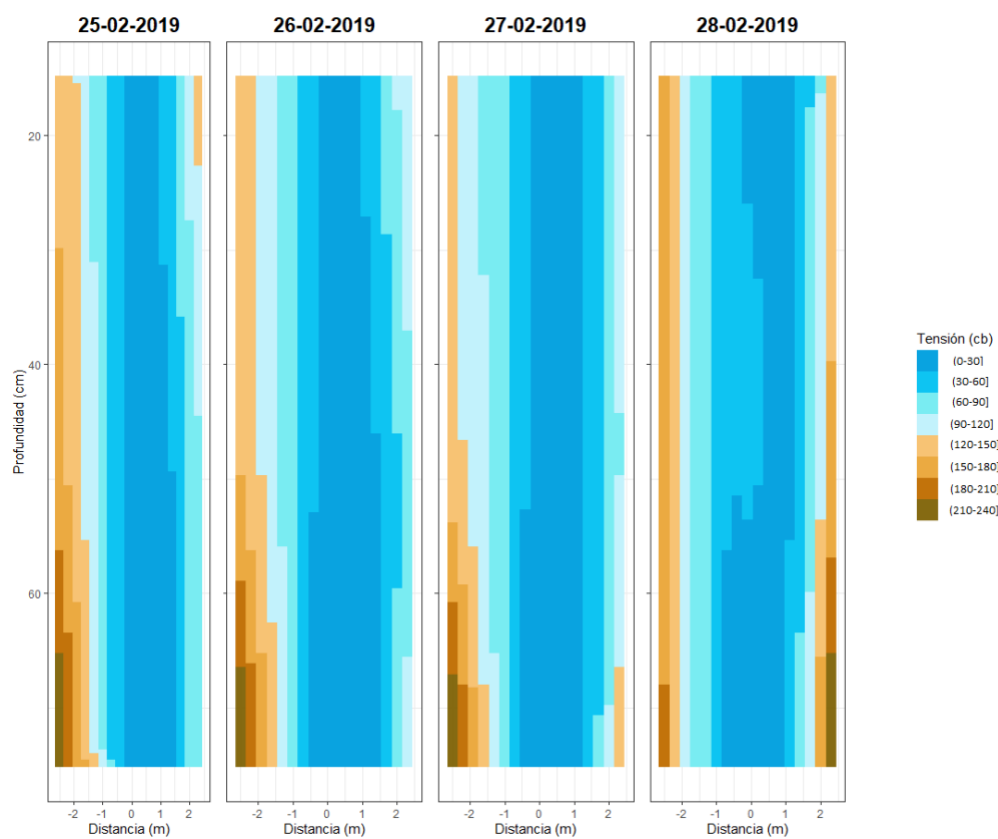 25-02-2019 26-02-2019 27-02-2019 28-02-2019
Profundidad (cm)
20
40
60
-2 -1 0 1 2 -2 -1 0 1 2 -2 -1 0 1 2 -2 -1 0 1 2
Distancia (m) Distancia (m) Distancia (m) Distancia (m)
Tensión (cb)
(0-30]
(30-60]
(60-90]
(90-120]
(120-150]
(150-180]
(180-210]
(210-240]